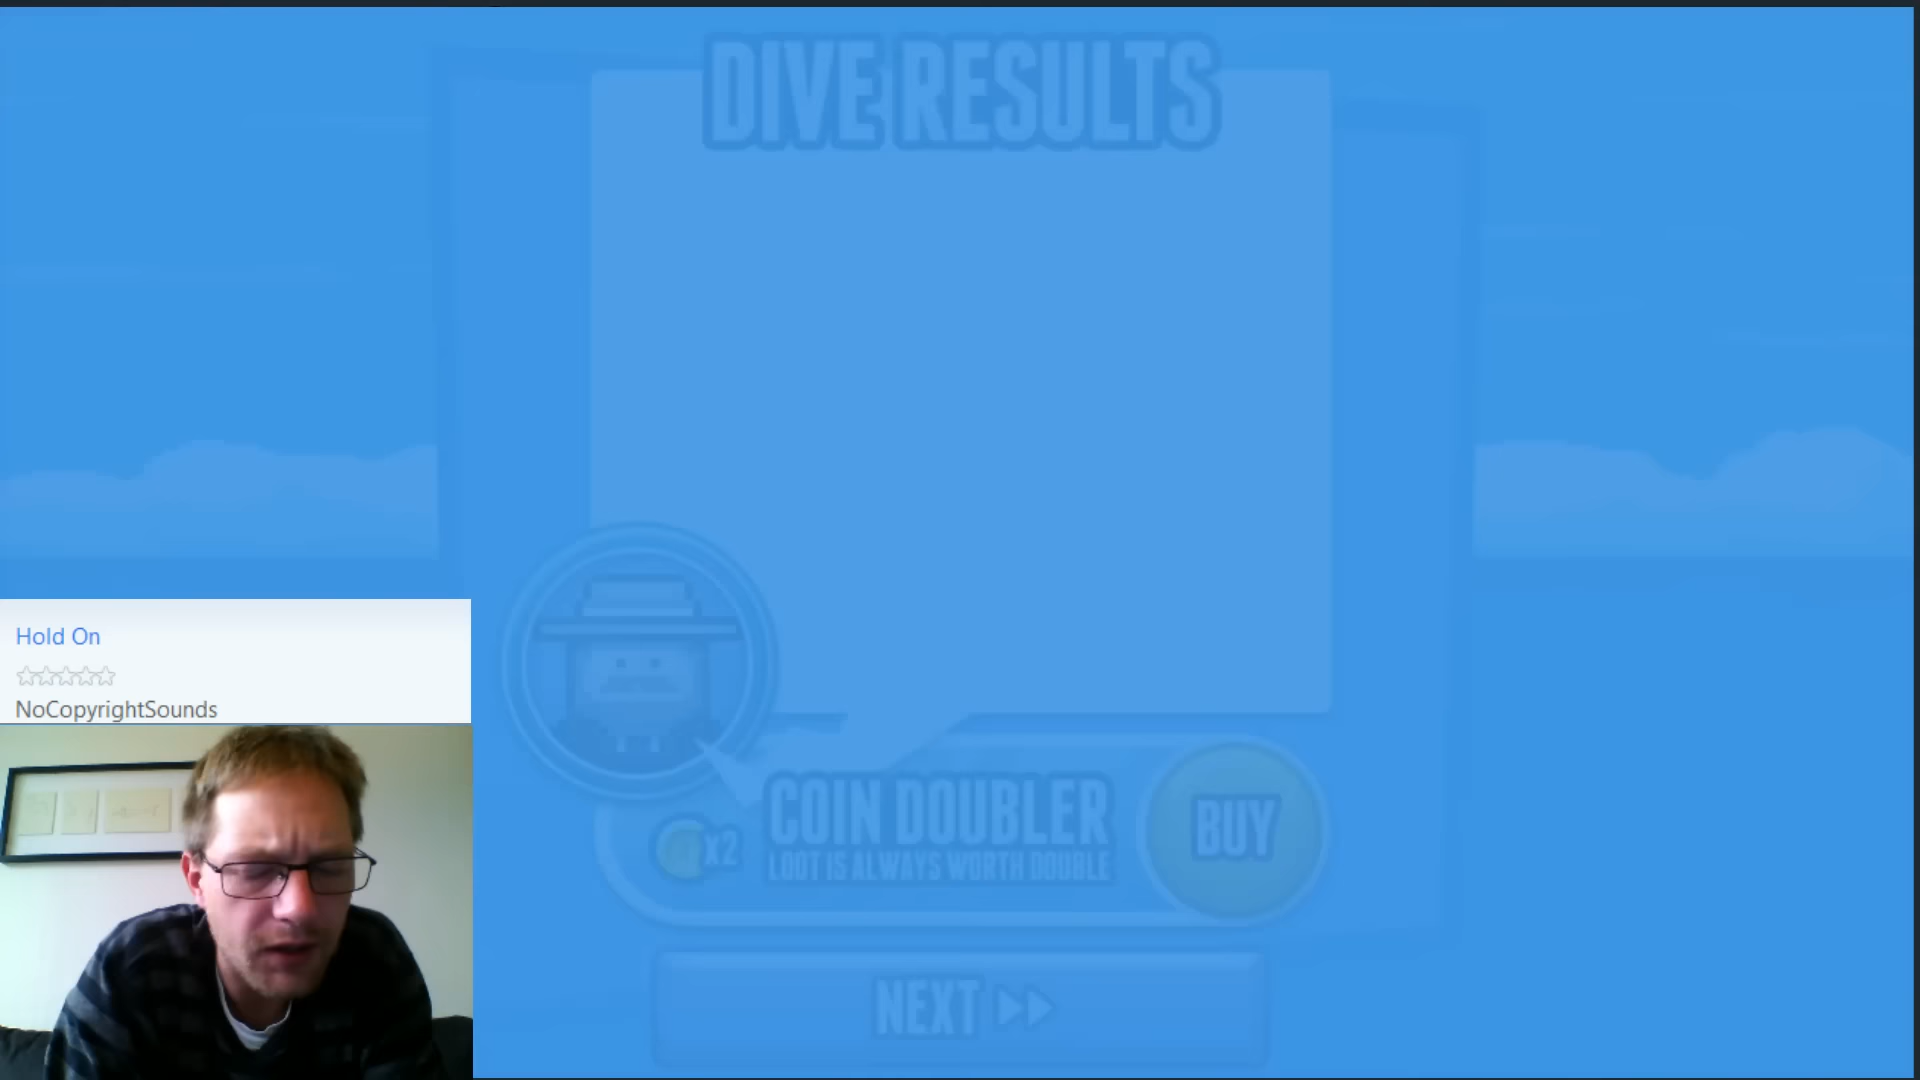 DIVE RESULTS
Hold On
NoCopyrightSounds
x2
COIN DOUBLER
LOOT IS ALWAYS WORTH DOUBLE
BUY
NEXT